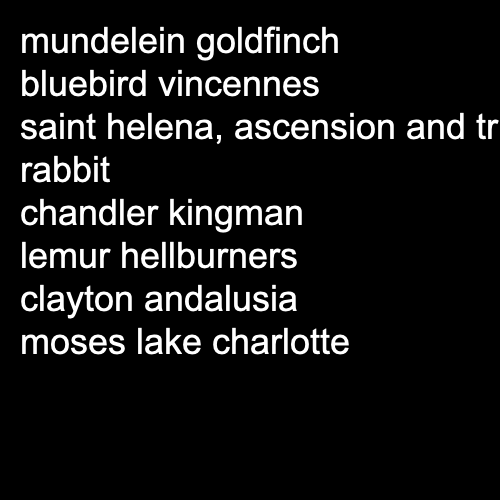 mundelein goldfinch
bluebird vincennes
saint helena, ascension and tr
rabbit
chandler kingman
lemur hellburners
clayton andalusia
moses lake charlotte